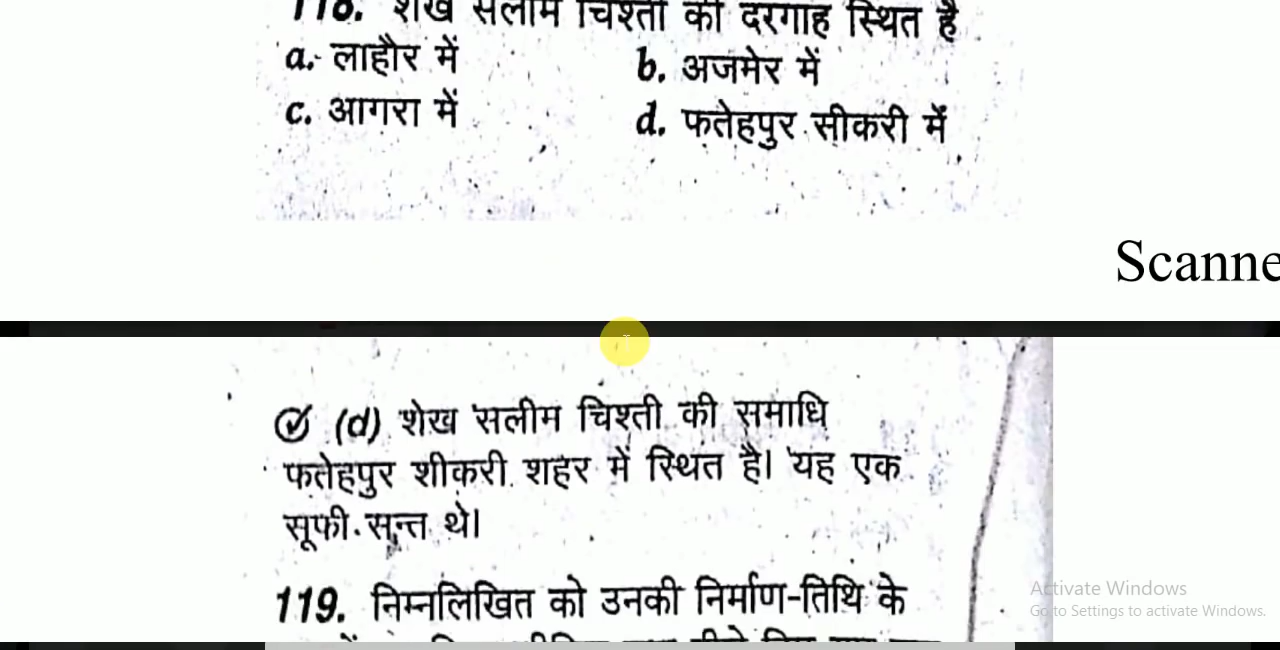 118. शेख सलीम चिश्ती की दरगाह स्थित है
a. लाहौर में b. अजमेर में
c. आगरा में d. फतेहपुर सीकरी में
Scanne
(d) शेख सलीम चिश्ती की समाधि
फतेहपुर शीकरी शहर में स्थित है। यह एक
सूफी सन्त थे।
119. निम्नलिखित को उनकी निर्माण-तिथि के
Activate Windows
Go to Settings to activate Windows.